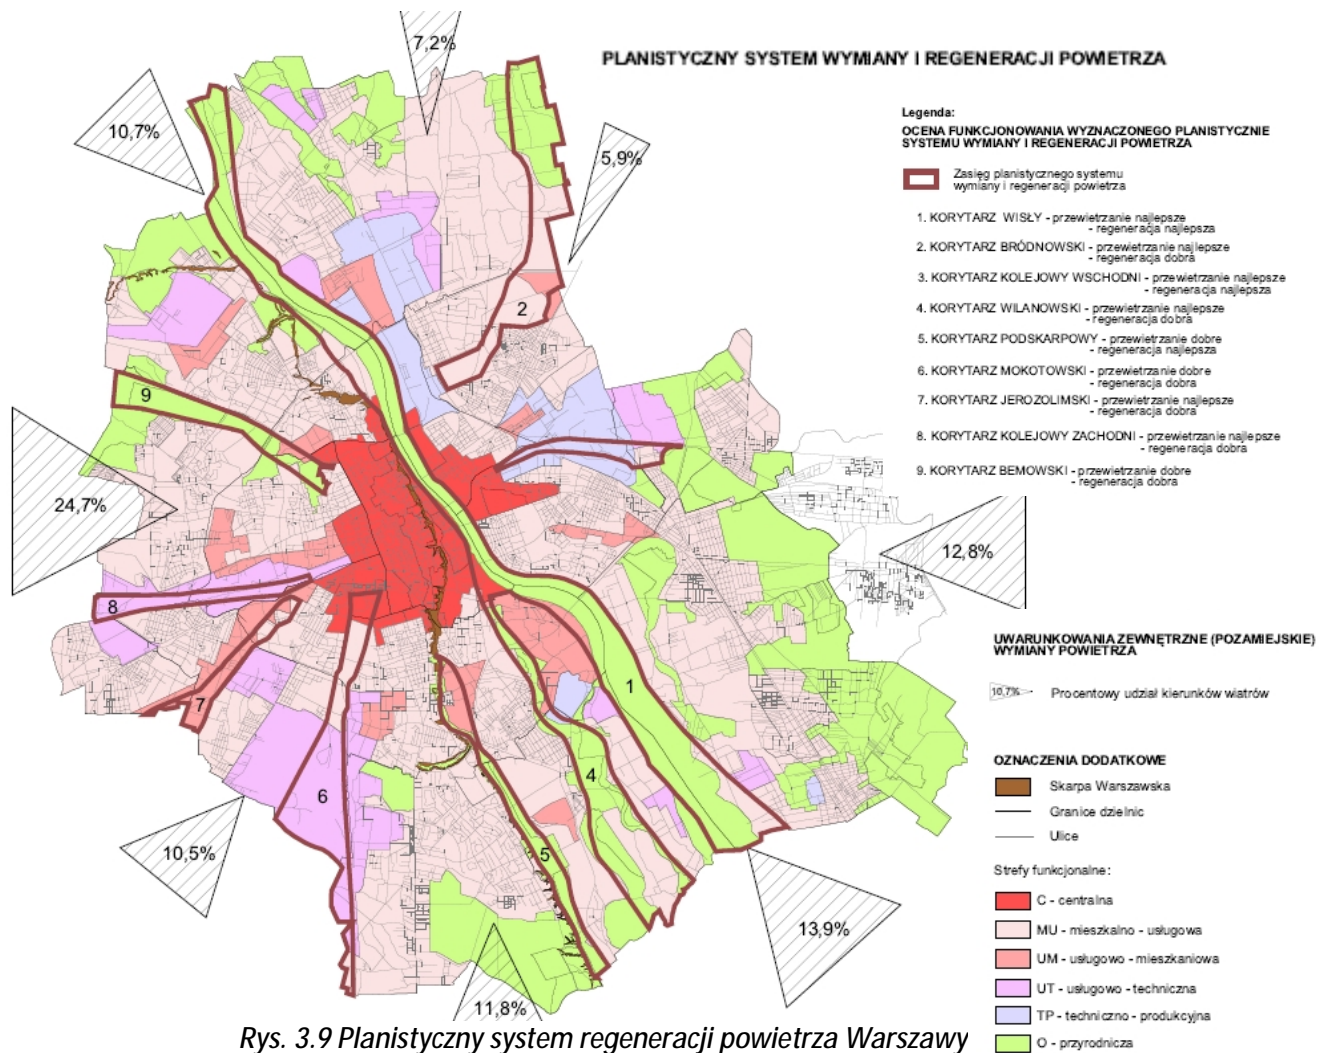 PLANISTYCZNY SYSTEM WYMIANY I REGENERACJI POWIETRZA
Legenda:
OCENA FUNKCJONOWANIA WYZNACZONEGO PLANISTYCZNIE
SYSTEMU WYMIANY I REGENERACJI POWIETRZA
Zasięg planistycznego systemu
wymiany i regeneracji powietrza
1. KORYTARZ WISŁY - przewietrzanie najlepsze
- regeneracja najlepsza
2. KORYTARZ BRÓDNOWSKI - przewietrzanie najlepsze
- regeneracja dobra
3. KORYTARZ KOLEJOWY WSCHODNI - przewietrzanie najlepsze
- regeneracja najlepsza
4. KORYTARZ WILANOWSKI - przewietrzanie najlepsze
- regeneracja dobra
5. KORYTARZ PODSKARPOWY - przewietrzanie dobre
- regeneracja najlepsza
6. KORYTARZ MOKOTOWSKI - przewietrzanie dobre
- regeneracja dobra
7. KORYTARZ JEROZOLIMSKI - przewietrzanie najlepsze
- regeneracja dobra
8. KORYTARZ KOLEJOWY ZACHODNI - przewietrzanie najlepsze
- regeneracja dobra
9. KORYTARZ BEMOWSKI - przewietrzanie dobre
- regeneracja dobra
7,2%
10,7%
5,9%
2
9
24,7%
12,8%
8
7
1
4
6
5
10,5%
13,9%
11,8%
UWARUNKOWANIA ZEWNĘTRZNE (POZAMIEJSKIE)
WYMIANY POWIETRZA
10,7% Procentowy udział kierunków wiatrów
OZNACZENIA DODATKOWE
Skarpa Warszawska
Granice dzielnic
Ulice
Strefy funkcjonalne:
C - centralna
MU - mieszkalno - usługowa
UM - usługowo - mieszkaniowa
UT - usługowo - techniczna
TP - techniczno - produkcyjna
O - przyrodnicza
Rys. 3.9 Planistyczny system regeneracji powietrza Warszawy